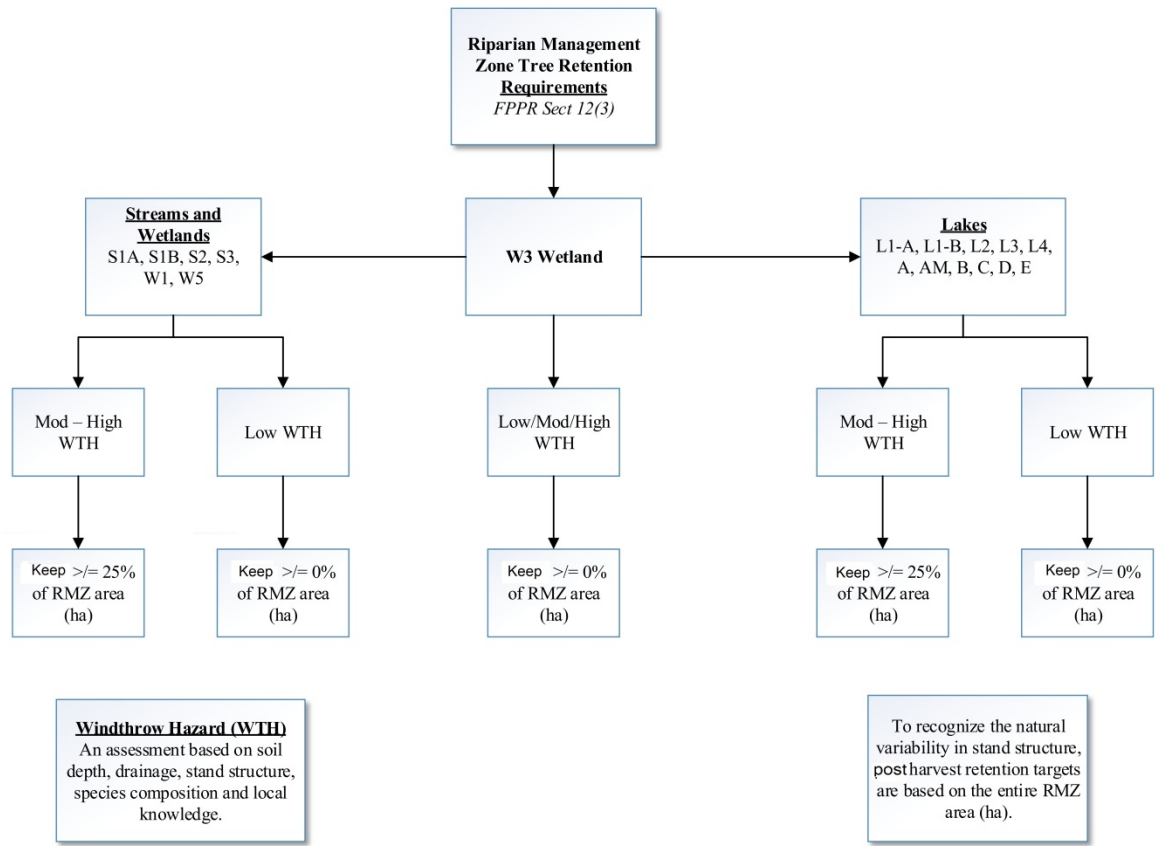 Riparian Management
Zone Tree Retention
Requirements
FPPR Sect 12(3)
Streams and
Wetlands
S1A, S1B, S2, S3,
W1, W5
W3 Wetland
Lakes
L1-A, L1-B, L2, L3, L4,
A, AM, B, C, D, E
Mod – High
WTH
Low WTH
Low/Mod/High
WTH
Mod – High
WTH
Low WTH
Keep >/= 25%
of RMZ area
(ha)
Keep >/= 0%
of RMZ area
(ha)
Keep >/= 0%
of RMZ area
(ha)
Keep >/= 25%
of RMZ area
(ha)
Keep >/= 0%
of RMZ area
(ha)
Windthrow Hazard (WTH)
An assessment based on soil
depth, drainage, stand structure,
species composition and local
knowledge.
To recognize the natural
variability in stand structure,
post harvest retention targets
are based on the entire RMZ
area (ha).